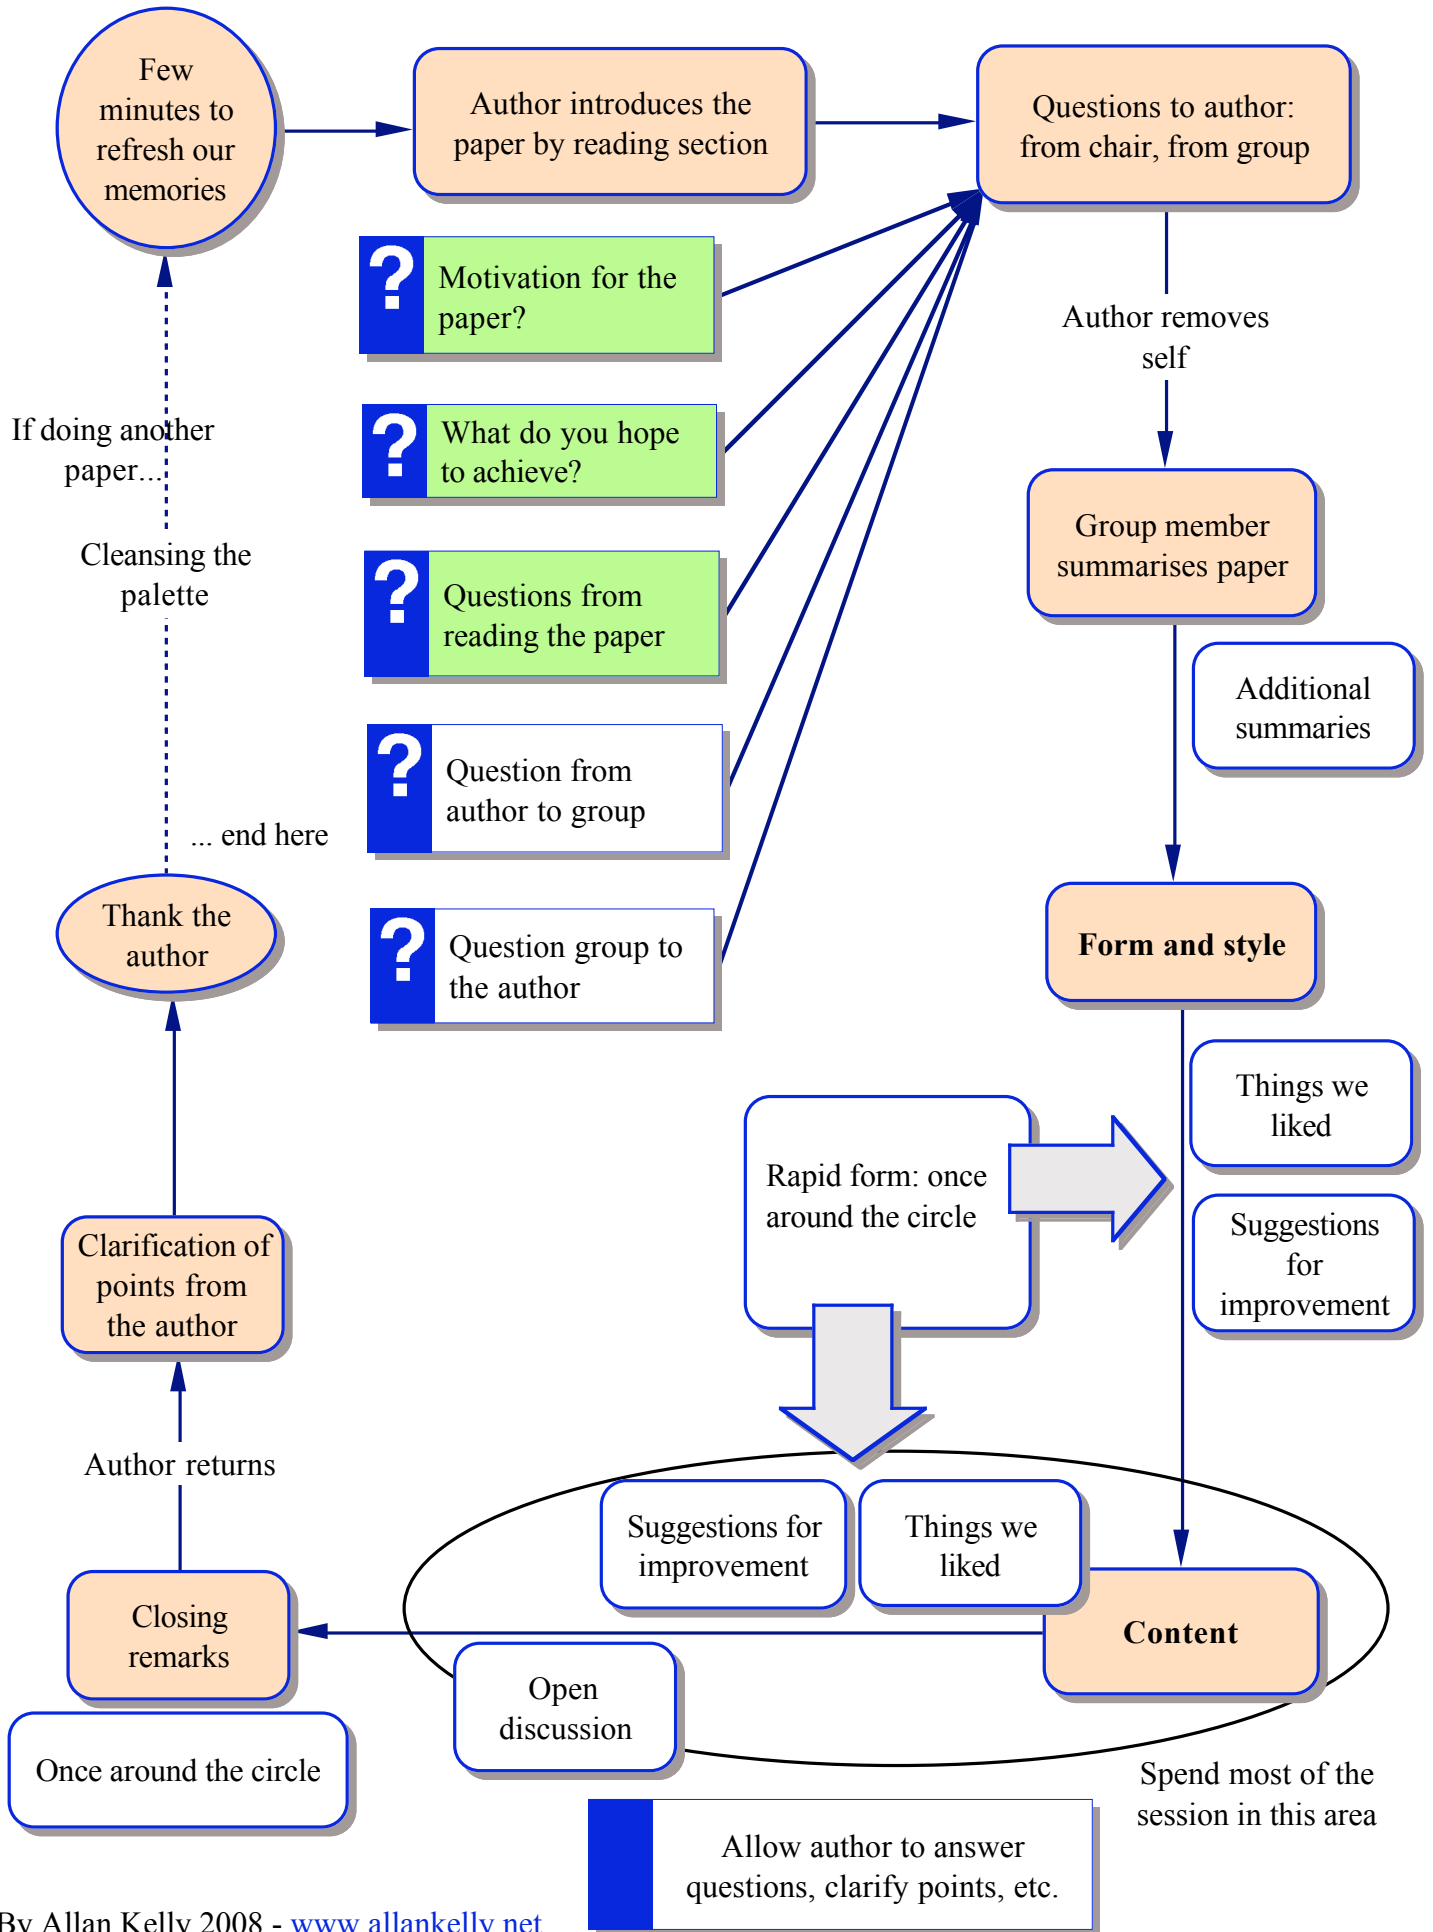 Few
minutes to
refresh our
memories
Author introduces the
paper by reading section
Questions to author:
from chair, from group
?
Motivation for the
paper?
Author removes
self
?
What do you hope
to achieve?
If doing another
paper...
Group member
summarises paper
Cleansing the
palette
?
Questions from
reading the paper
Additional
summaries
?
Question from
author to group
... end here
Thank the
author
?
Question group to
the author
Form and style
Things we
liked
Rapid form: once
around the circle
Suggestions
for
improvement
Clarification of
points from
the author
Author returns
Suggestions for
improvement
Things we
liked
Closing
remarks
Content
Open
discussion
Once around the circle
Spend most of the
session in this area
Allow author to answer
questions, clarify points, etc.
By Allan Kelly 2008 - www.allankelly.net